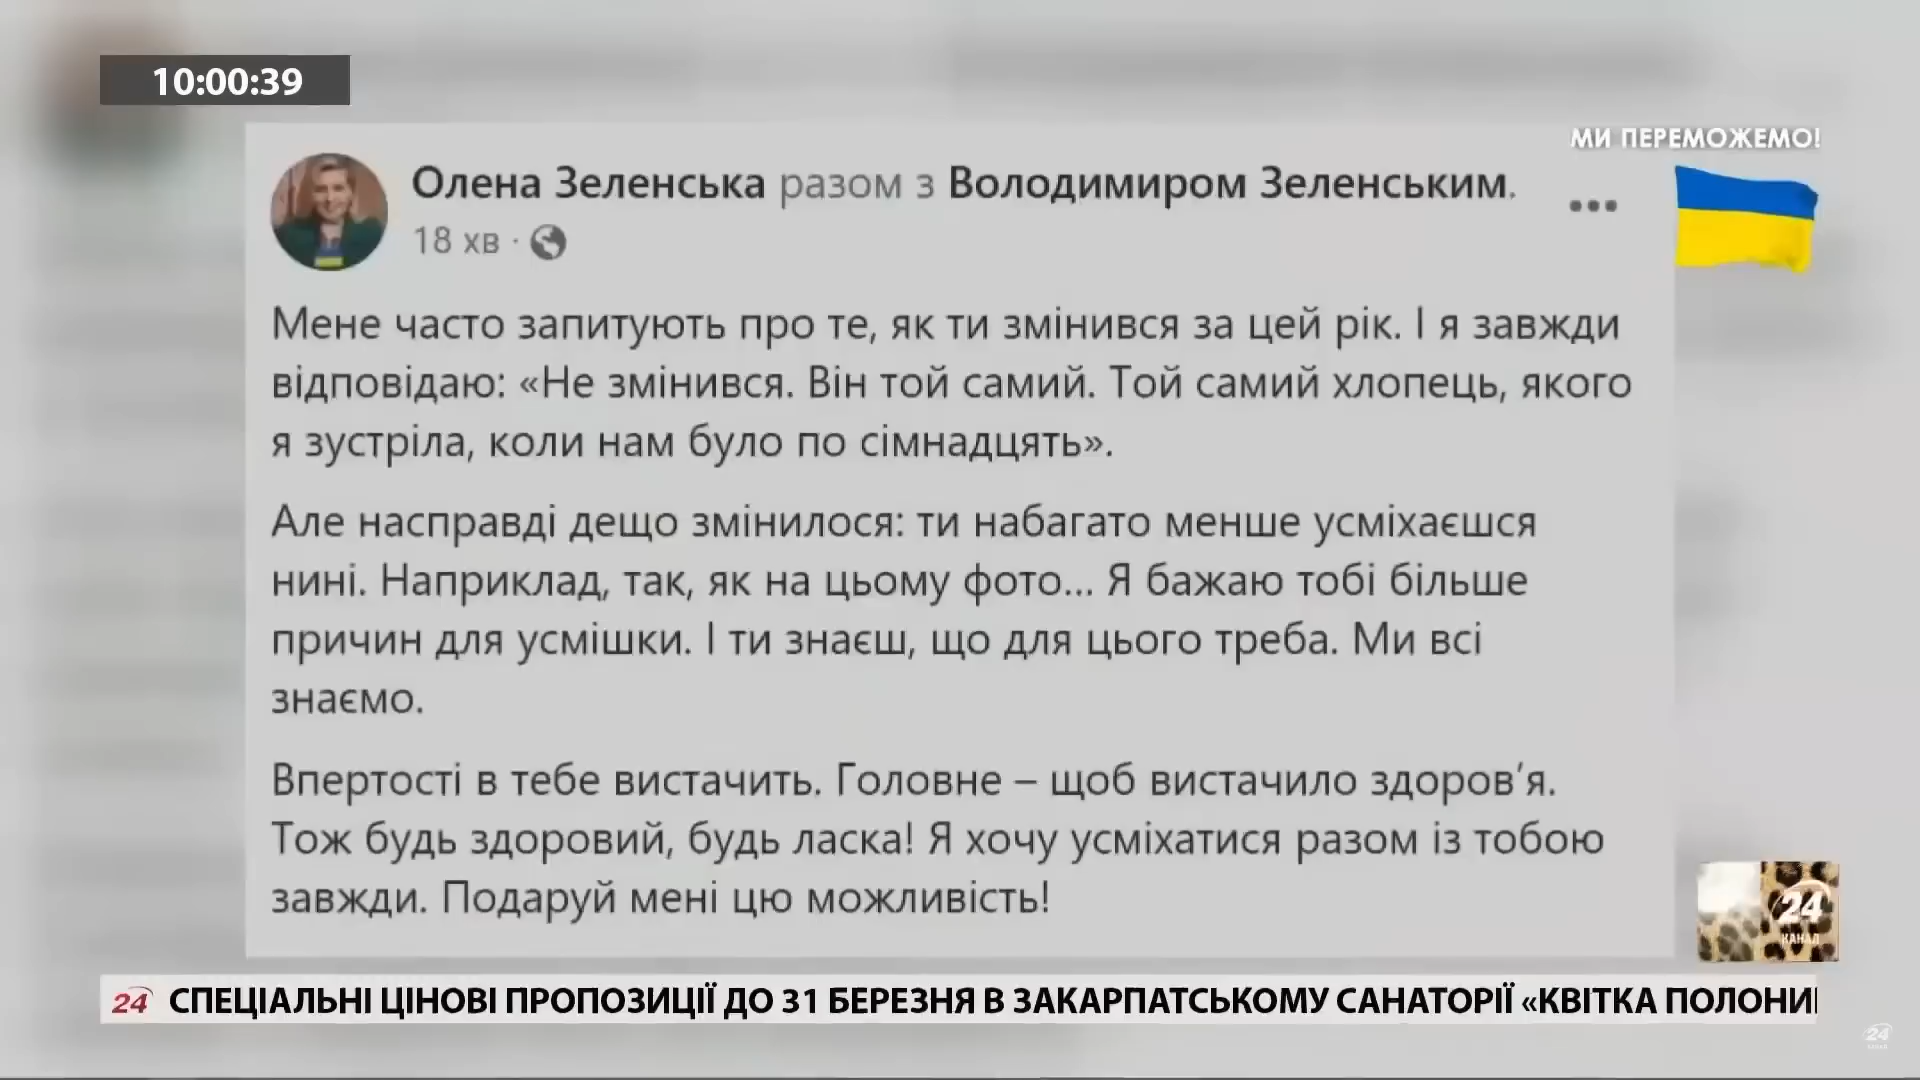 10:00:39
МИ ПЕРЕМОЖЕМО!
Олена Зеленська разом з Володимиром Зеленським.
18 хв ·
Мене часто запитують про те, як ти змінився за цей рік. І я завжди
відповідаю: «Не змінився. Він той самий. Той самий хлопець, якого
я зустріла, коли нам було по сімнадцять».
Але насправді дещо змінилося: ти набагато менше усміхаєшся
нині. Наприклад, так, як на цьому фото... Я бажаю тобі більше
причин для усмішки. І ти знаєш, що для цього треба. Ми всі
знаємо.
Впертості в тебе вистачить. Головне – щоб вистачило здоров’я.
Тож будь здоровий, будь ласка! Я хочу усміхатися разом із тобою
завжди. Подаруй мені цю можливість!
24
КАНАЛ
24 СПЕЦІАЛЬНІ ЦІНОВІ ПРОПОЗИЦІЇ ДО 31 БЕРЕЗНЯ В ЗАКАРПАТСЬКОМУ САНАТОРІЇ «КВІТКА
24